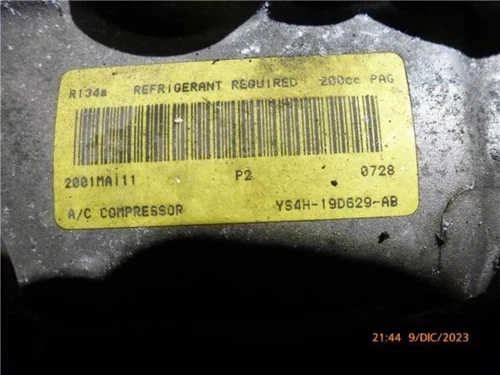 R134a REFRIGERANT REQUIRED 200cc PAG
2001MAI11 P2 0728
A/C COMPRESSOR YS4H-19D629-AB
21:44 9/DIC/2023